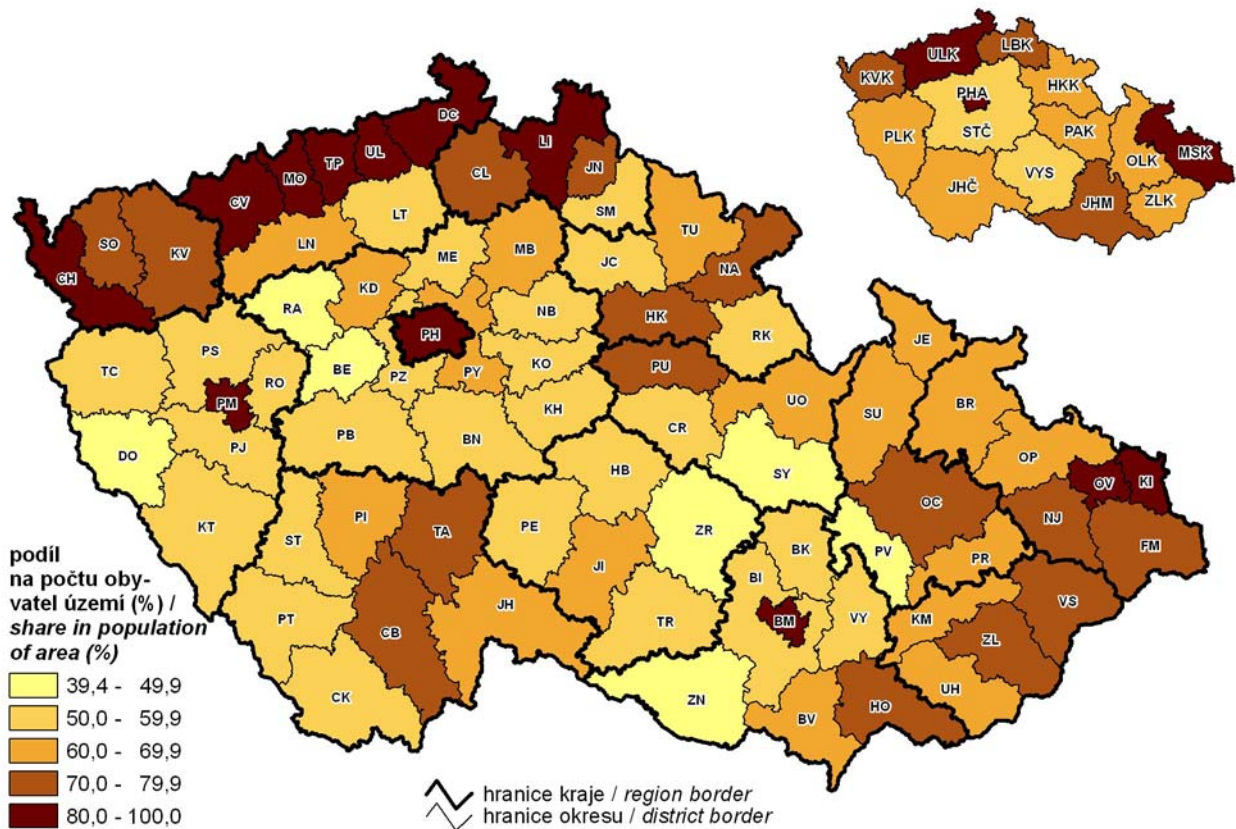 ULK
LBK
KVK
HKK
PHA
STČ
PLK
PAK
OLK
MSK
VYS
JHČ
JHM
ZLK
DC
LI
UL
TP
MO
CL
JN
CV
LT
SM
SO
KV
LN
TU
CH
ME
MB
JC
NA
RA
KD
NB
HK
PH
RK
JE
TC
PS
RO
BE
PZ
PY
KO
PU
PM
UO
SU
BR
KH
PJ
PB
BN
CR
DO
HB
SY
OP
OV
KI
OC
NJ
KT
ST
PI
TA
PE
ZR
BK
PV
FM
PR
JI
BI
VS
PT
CB
JH
TR
BM
VY
KM
ZL
CK
ZN
BV
HO
UH
podíl
na počtu oby-
vatel území (%) /
share in population
of area (%)
39,4 - 49,9
50,0 - 59,9
60,0 - 69,9
70,0 - 79,9
80,0 - 100,0
hranice kraje / region border
hranice okresu / district border